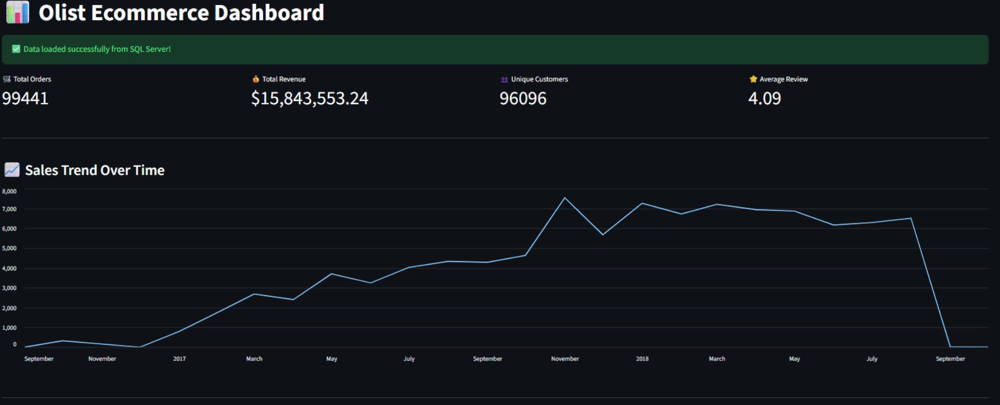 Olist Ecommerce Dashboard
Data loaded successfully from SQL Server!
Total Orders
99441
Total Revenue
$15,843,553.24
Unique Customers
96096
Average Review
4.09
Sales Trend Over Time
8,000
7,000
6,000
5,000
4,000
3,000
2,000
1,000
0
September November 2017 March May July September November 2018 March May July September